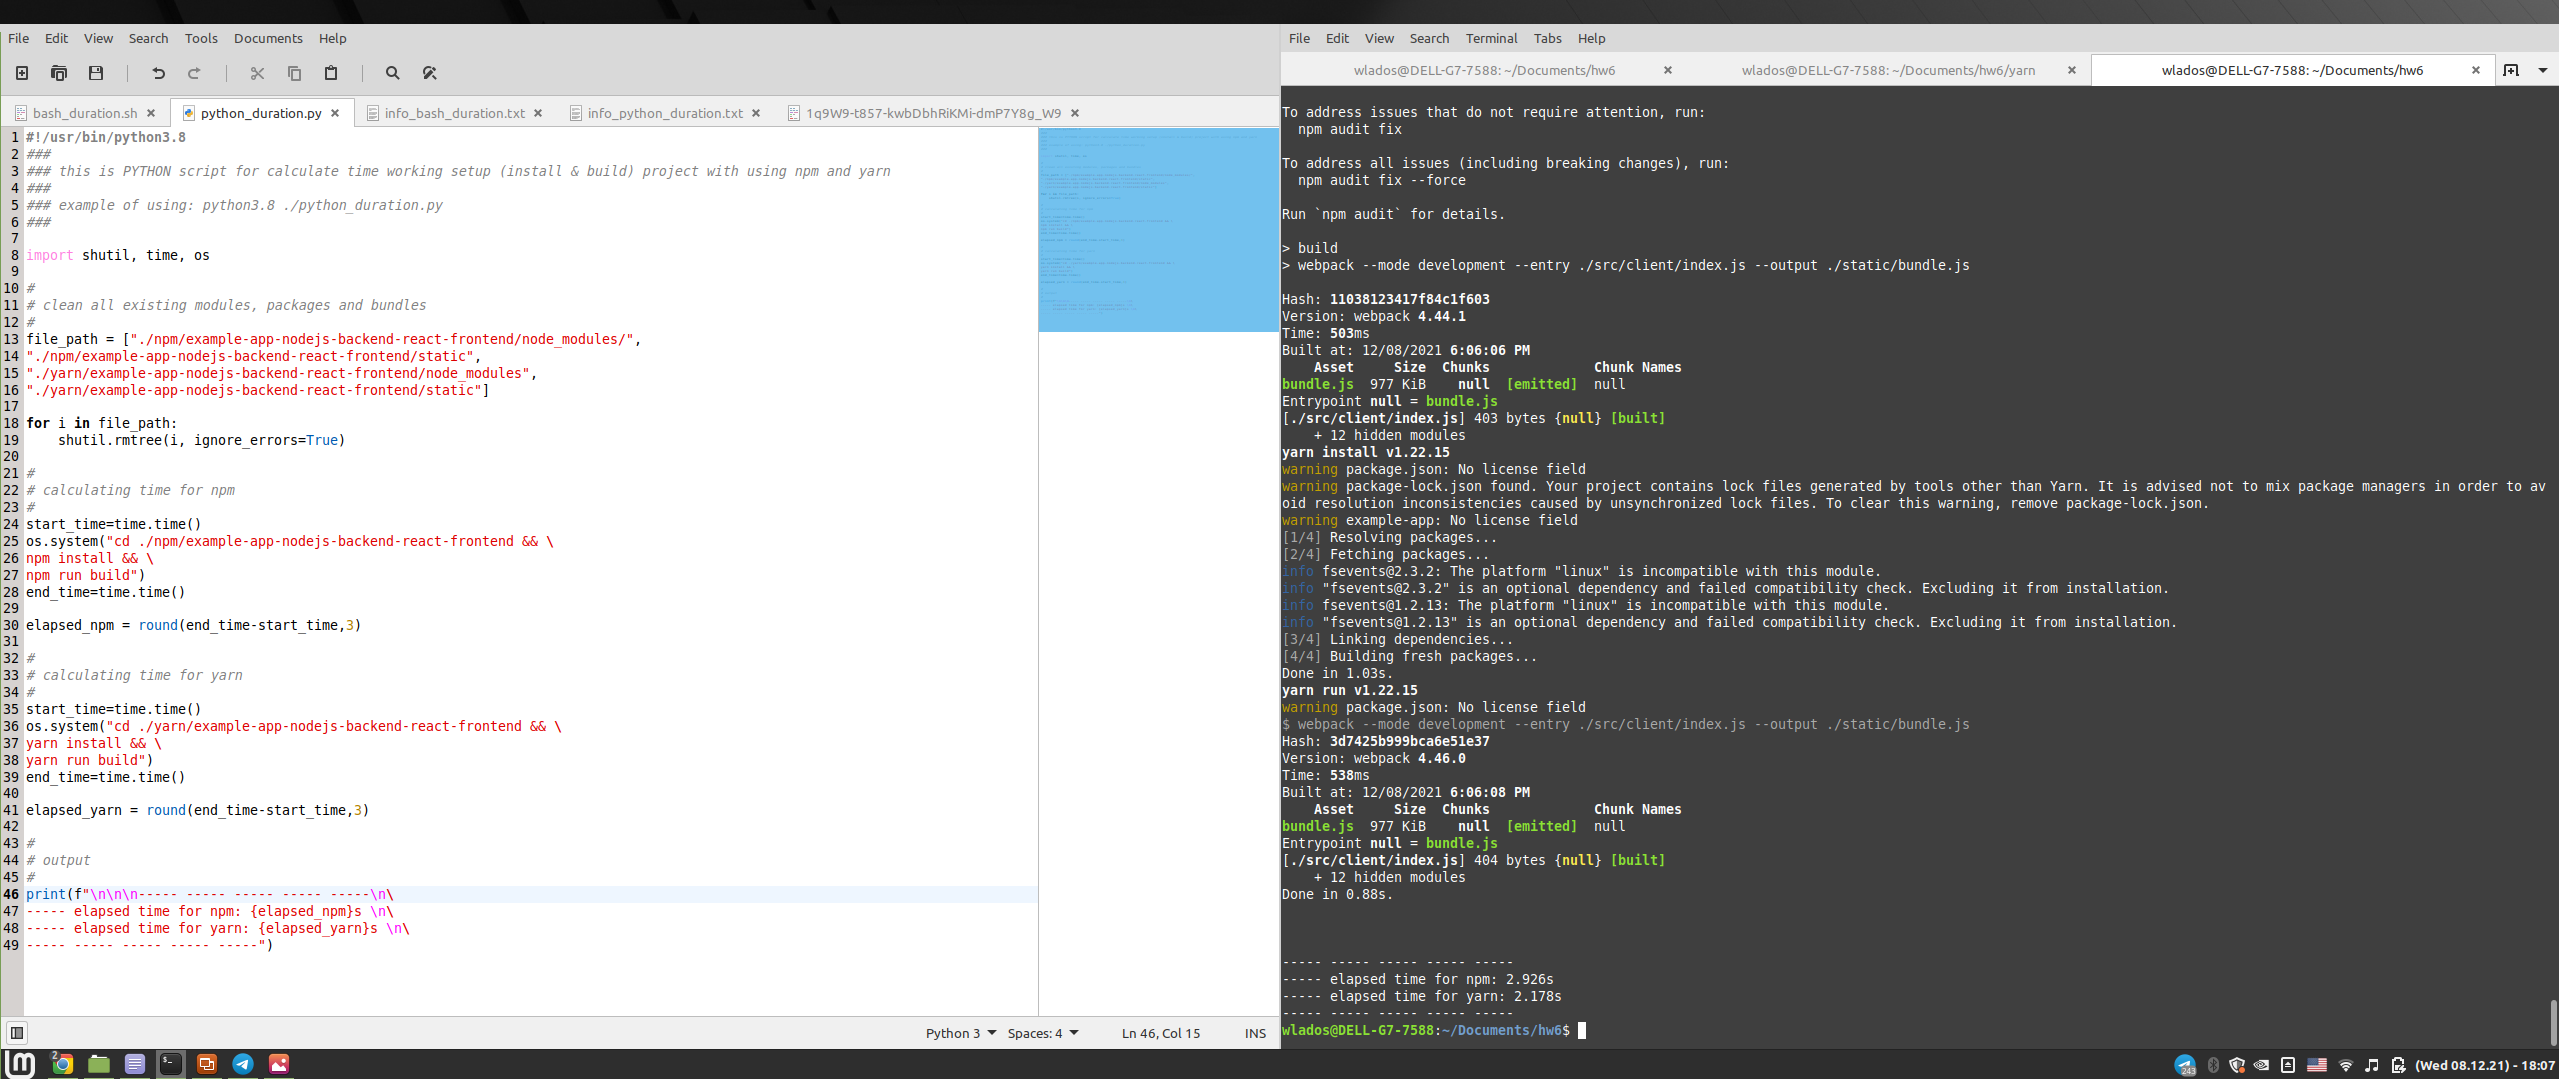 File Edit View Search Tools Documents Help
bash_duration.sh python_duration.py info_bash_duration.txt info_python_duration.txt 1q9W9-t857-kwbDbhRiKMi-dmP7Y8g_W9
1 #!/usr/bin/python3.8
2 ###
3 ### this is PYTHON script for calculate time working setup (install & build) project with using npm and yarn
4 ###
5 ### example of using: python3.8 ./python_duration.py
6 ###
7
8 import shutil, time, os
9
10 #
11 # clean all existing modules, packages and bundles
12 #
13 file_path = ["./npm/example-app-nodejs-backend-react-frontend/node_modules/",
14 "./npm/example-app-nodejs-backend-react-frontend/static",
15 "./yarn/example-app-nodejs-backend-react-frontend/node_modules",
16 "./yarn/example-app-nodejs-backend-react-frontend/static"]
17
18 for i in file_path:
19     shutil.rmtree(i, ignore_errors=True)
20
21 #
22 # calculating time for npm
23 #
24 start_time=time.time()
25 os.system("cd ./npm/example-app-nodejs-backend-react-frontend && \
26 npm install && \
27 npm run build")
28 end_time=time.time()
29
30 elapsed_npm = round(end_time-start_time,3)
31
32 #
33 # calculating time for yarn
34 #
35 start_time=time.time()
36 os.system("cd ./yarn/example-app-nodejs-backend-react-frontend && \
37 yarn install && \
38 yarn run build")
39 end_time=time.time()
40
41 elapsed_yarn = round(end_time-start_time,3)
42
43 #
44 # output
45 #
46 print(f"\n\n\n----- ----- ----- ----- -----\n\
47 ----- elapsed time for npm: {elapsed_npm}s \n\
48 ----- elapsed time for yarn: {elapsed_yarn}s \n\
49 ----- ----- ----- ----- -----")
Python 3 Spaces: 4 Ln 46, Col 15 INS
File Edit View Search Terminal Tabs Help
wlados@DELL-G7-7588: ~/Documents/hw6 wlados@DELL-G7-7588: ~/Documents/hw6/yarn wlados@DELL-G7-7588: ~/Documents/hw6
To address issues that do not require attention, run:
  npm audit fix
To address all issues (including breaking changes), run:
  npm audit fix --force
Run `npm audit` for details.
> build
> webpack --mode development --entry ./src/client/index.js --output ./static/bundle.js
Hash: 11038123417f84c1f603
Version: webpack 4.44.1
Time: 503ms
Built at: 12/08/2021 6:06:06 PM
    Asset     Size  Chunks             Chunk Names
bundle.js  977 KiB    null  [emitted]  null
Entrypoint null = bundle.js
[./src/client/index.js] 403 bytes {null} [built]
    + 12 hidden modules
yarn install v1.22.15
warning package.json: No license field
warning package-lock.json found. Your project contains lock files generated by tools other than Yarn. It is advised not to mix package managers in order to av
oid resolution inconsistencies caused by unsynchronized lock files. To clear this warning, remove package-lock.json.
warning example-app: No license field
[1/4] Resolving packages...
[2/4] Fetching packages...
info fsevents@2.3.2: The platform "linux" is incompatible with this module.
info "fsevents@2.3.2" is an optional dependency and failed compatibility check. Excluding it from installation.
info fsevents@1.2.13: The platform "linux" is incompatible with this module.
info "fsevents@1.2.13" is an optional dependency and failed compatibility check. Excluding it from installation.
[3/4] Linking dependencies...
[4/4] Building fresh packages...
Done in 1.03s.
yarn run v1.22.15
warning package.json: No license field
$ webpack --mode development --entry ./src/client/index.js --output ./static/bundle.js
Hash: 3d7425b999bca6e51e37
Version: webpack 4.46.0
Time: 538ms
Built at: 12/08/2021 6:06:08 PM
    Asset     Size  Chunks             Chunk Names
bundle.js  977 KiB    null  [emitted]  null
Entrypoint null = bundle.js
[./src/client/index.js] 404 bytes {null} [built]
    + 12 hidden modules
Done in 0.88s.
----- ----- ----- ----- -----
----- elapsed time for npm: 2.926s
----- elapsed time for yarn: 2.178s
----- ----- ----- ----- -----
wlados@DELL-G7-7588:~/Documents/hw6$
2 243 (Wed 08.12.21) - 18:07